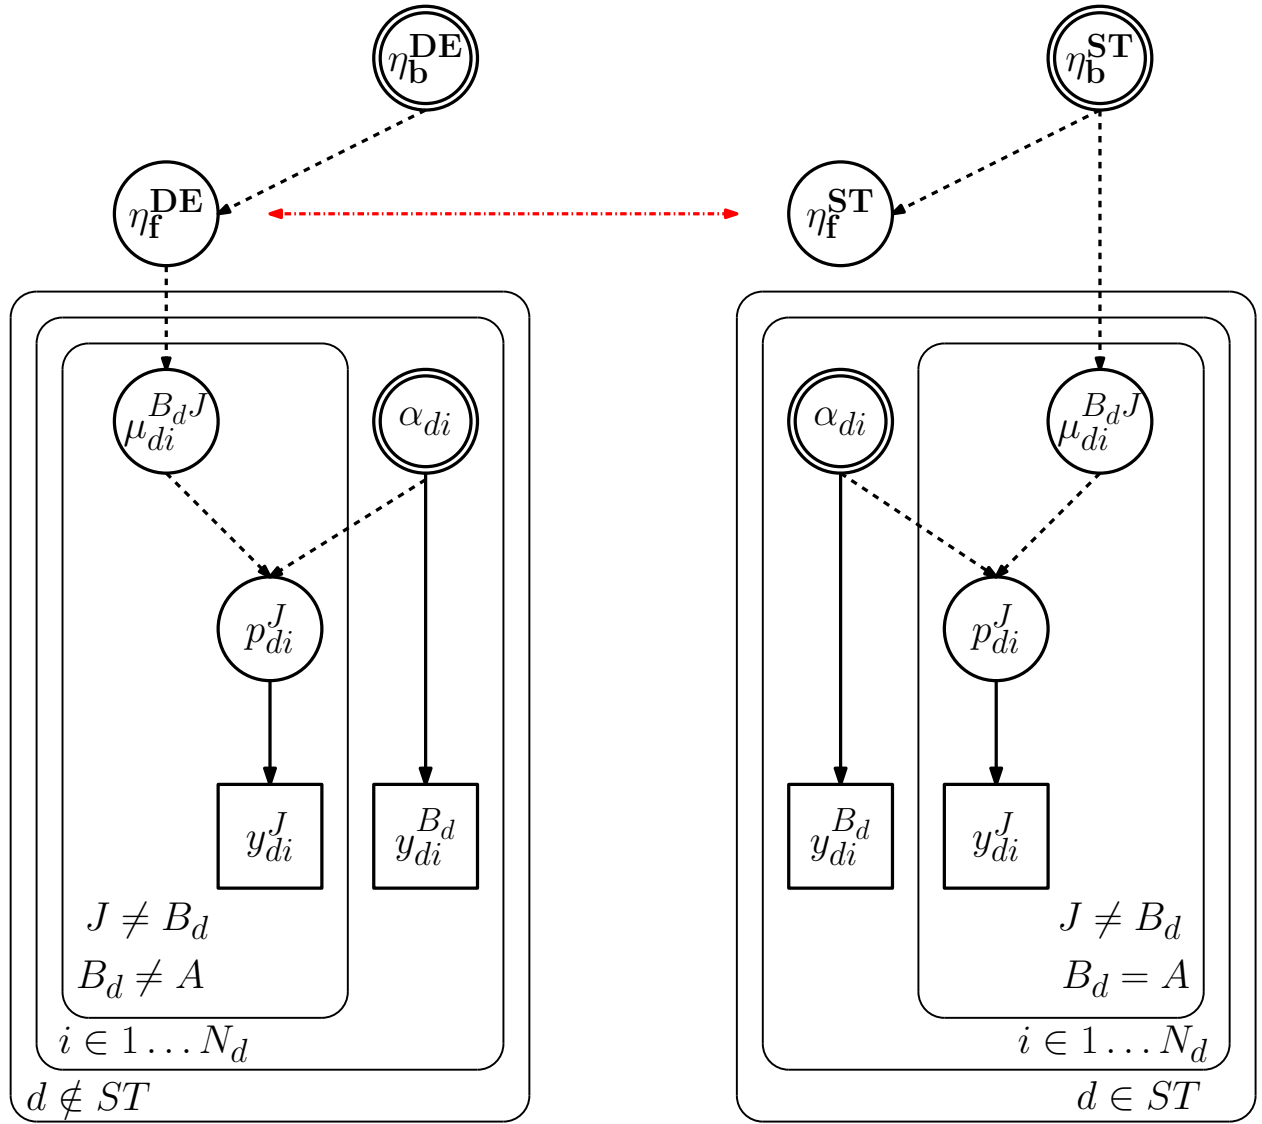 η_b^DE
η_b^ST
η_f^DE
η_f^ST
μ_di^{B_d J}
α_di
α_di
μ_di^{B_d J}
p_di^J
p_di^J
y_di^J
y_di^{B_d}
y_di^{B_d}
y_di^J
J ≠ B_d
B_d ≠ A
i ∈ 1…N_d
d ∉ ST
J ≠ B_d
B_d = A
i ∈ 1…N_d
d ∈ ST